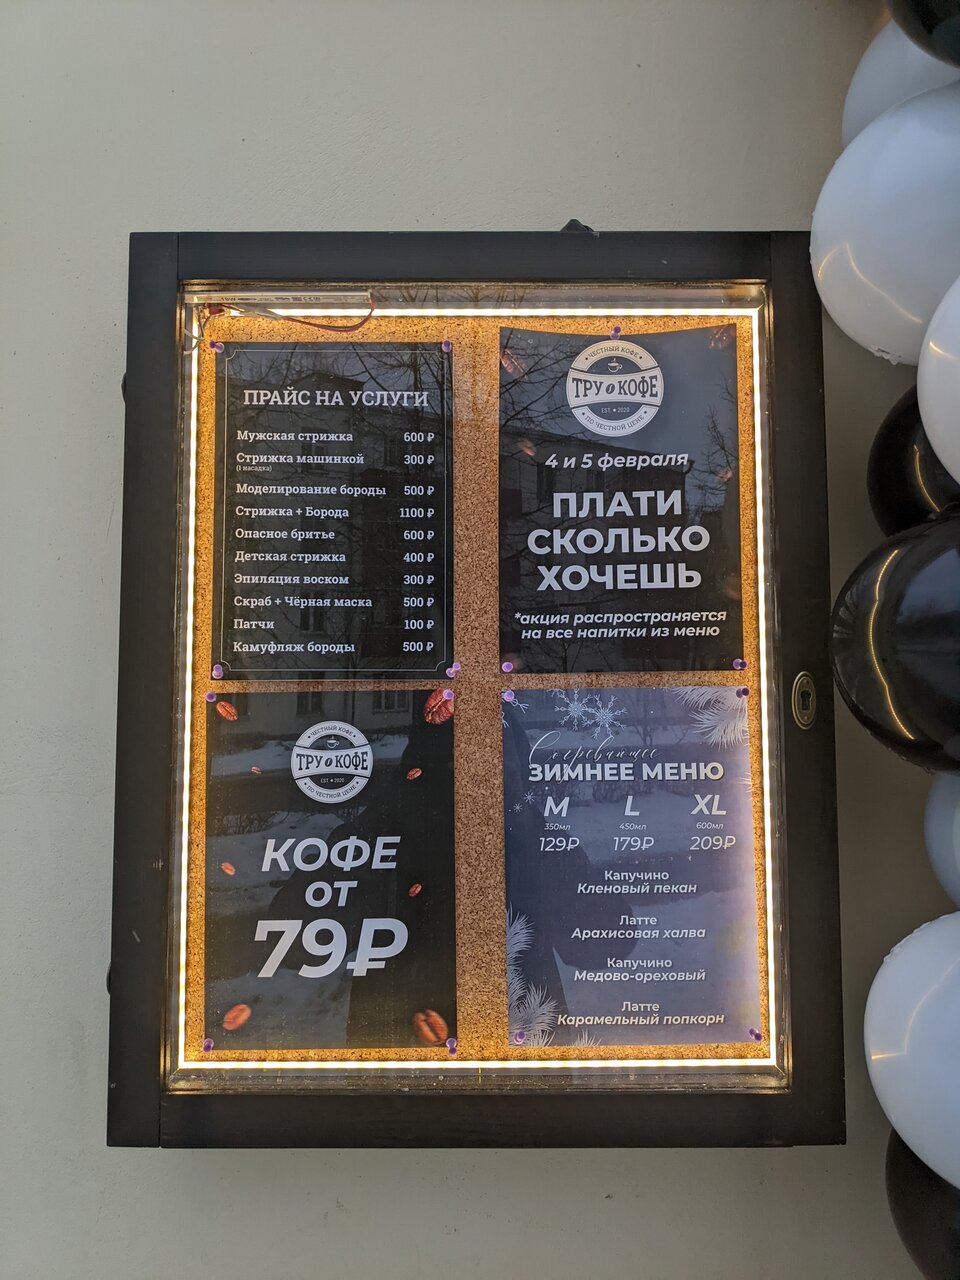 ПРАЙС НА УСЛУГИ
Мужская стрижка 600 ₽
Стрижка машинкой 300 ₽
(1 насадка)
Моделирование бороды 500 ₽
Стрижка + Борода 1100 ₽
Опасное бритье 600 ₽
Детская стрижка 400 ₽
Эпиляция воском 300 ₽
Скраб + Чёрная маска 500 ₽
Патчи 100 ₽
Камуфляж бороды 500 ₽
ЧЕСТНЫЙ КОФЕ
ТРУ КОФЕ
EST. 2020
ПО ЧЕСТНОЙ ЦЕНЕ
4 и 5 февраля
ПЛАТИ
СКОЛЬКО
ХОЧЕШЬ
*акция распространяется
на все напитки из меню
ЧЕСТНЫЙ КОФЕ
ТРУ КОФЕ
EST. 2020
ПО ЧЕСТНОЙ ЦЕНЕ
КОФЕ
ОТ
79₽
Согревающее
ЗИМНЕЕ МЕНЮ
M L XL
350мл 450мл 600мл
129₽ 179₽ 209₽
Капучино
Кленовый пекан
Латте
Арахисовая халва
Капучино
Медово-ореховый
Латте
Карамельный попкорн